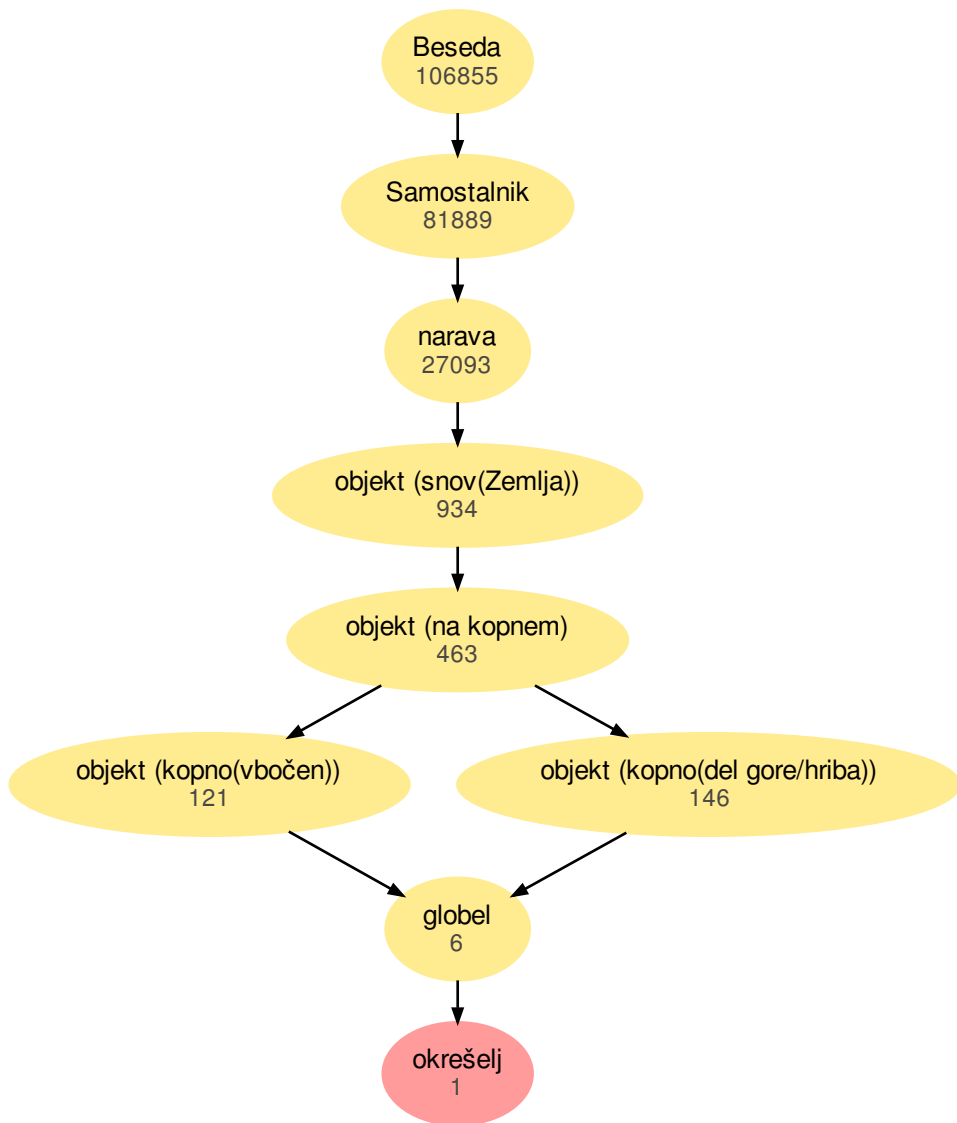 Beseda
106855
Samostalnik
81889
narava
27093
objekt (snov(Zemlja))
934
objekt (na kopnem)
463
objekt (kopno(vbočen))
121
objekt (kopno(del gore/hriba))
146
globel
6
okrešelj
1